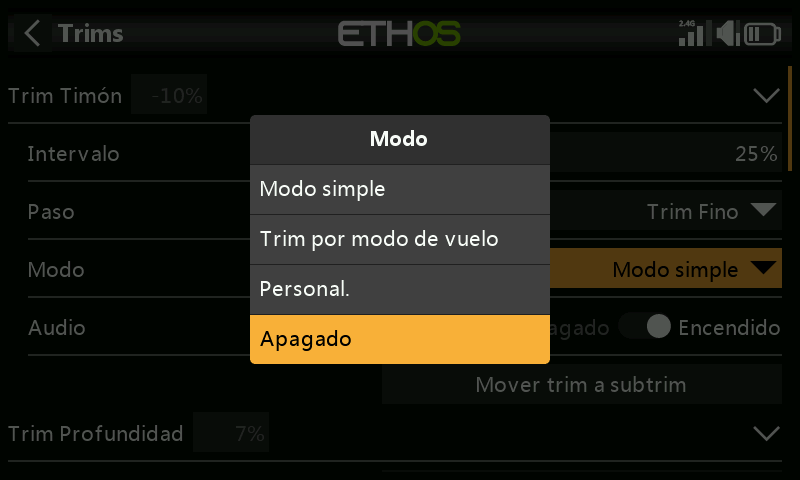 Trims
ETHOS
2.4G
Trim Timón -10%
Intervalo 25%
Paso Trim Fino
Modo Modo simple
Audio agado Encendido
Mover trim a subtrim
Trim Profundidad 7%
Modo
Modo simple
Trim por modo de vuelo
Personal.
Apagado